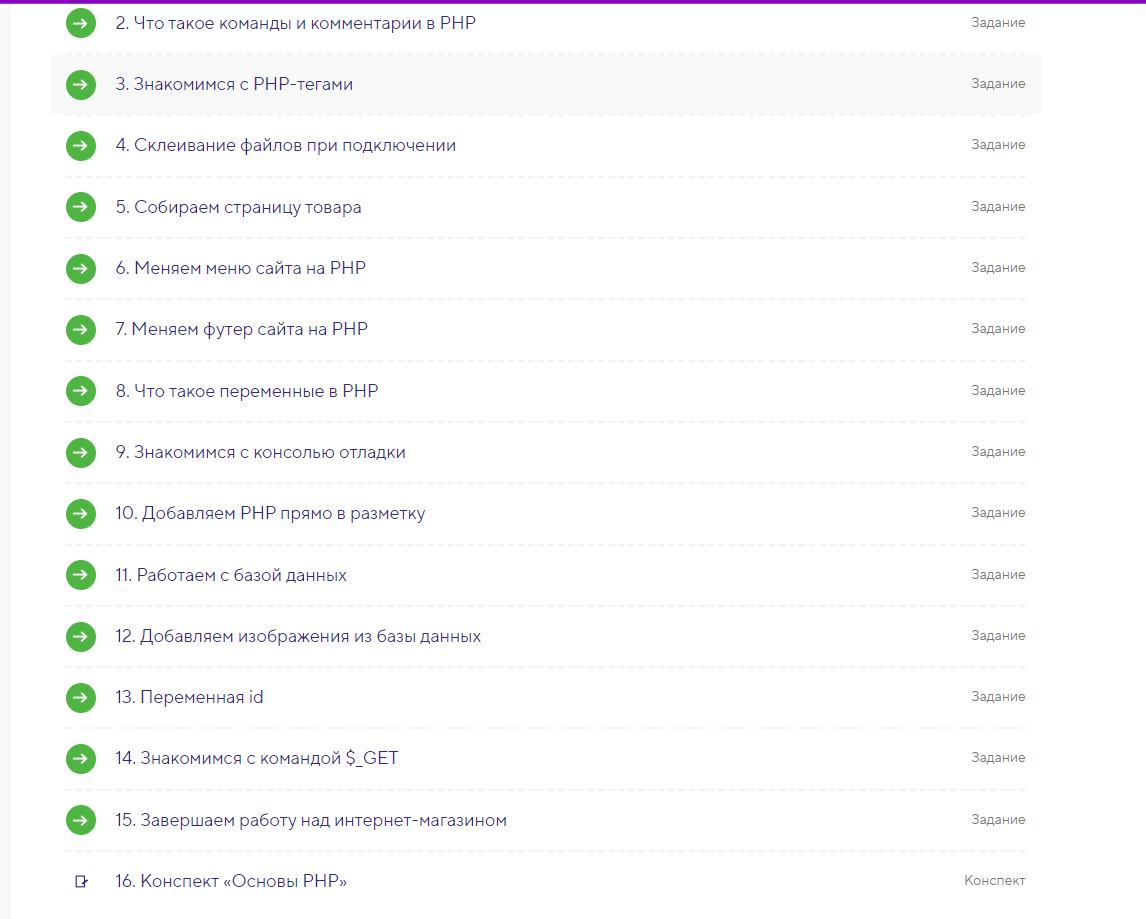 2. Что такое команды и комментарии в PHP Задание
3. Знакомимся с PHP-тегами Задание
4. Склеивание файлов при подключении Задание
5. Собираем страницу товара Задание
6. Меняем меню сайта на PHP Задание
7. Меняем футер сайта на PHP Задание
8. Что такое переменные в PHP Задание
9. Знакомимся с консолью отладки Задание
10. Добавляем PHP прямо в разметку Задание
11. Работаем с базой данных Задание
12. Добавляем изображения из базы данных Задание
13. Переменная id Задание
14. Знакомимся с командой $_GET Задание
15. Завершаем работу над интернет-магазином Задание
16. Конспект «Основы PHP» Конспект